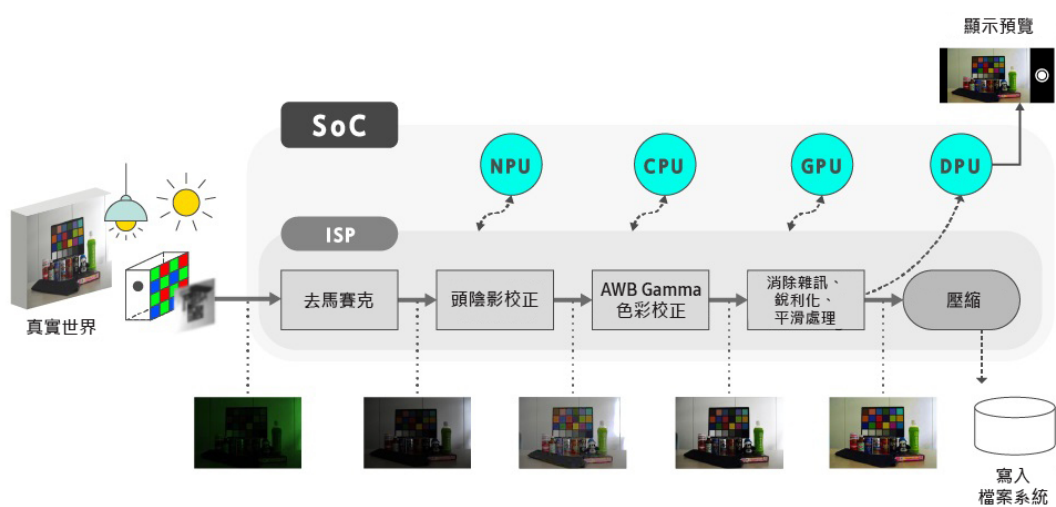 顯示預覽
SoC
NPU
CPU
GPU
DPU
ISP
真實世界
去馬賽克
頭陰影校正
AWB Gamma
色彩校正
消除雜訊、
銳利化、
平滑處理
壓縮
寫入
檔案系統